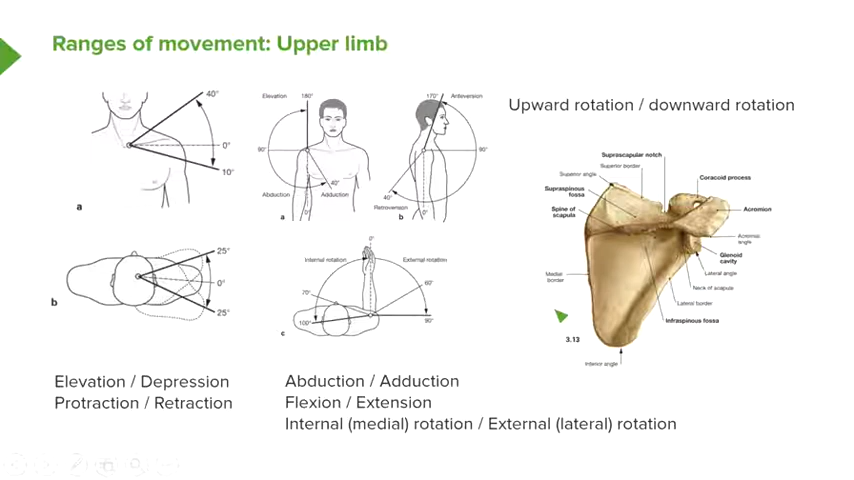 Ranges of movement: Upper limb
40°
0°
10°
a
25°
0°
25°
b
Elevation
180°
90°
40°
Abduction
Adduction
0°
a
170°
Anteversion
90°
40°
Retroversion
0°
b
0°
Internal rotation
External rotation
70°
60°
100°
90°
c
Elevation / Depression
Protraction / Retraction
Abduction / Adduction
Flexion / Extension
Internal (medial) rotation / External (lateral) rotation
Upward rotation / downward rotation
Suprascapular notch
Superior border
Superior angle
Coracoid process
Supraspinous
fossa
Spine of
scapula
Acromion
Acromial
angle
Glenoid
cavity
Lateral angle
Medial
border
Neck of scapula
Lateral border
Infraspinous fossa
3.13
Inferior angle